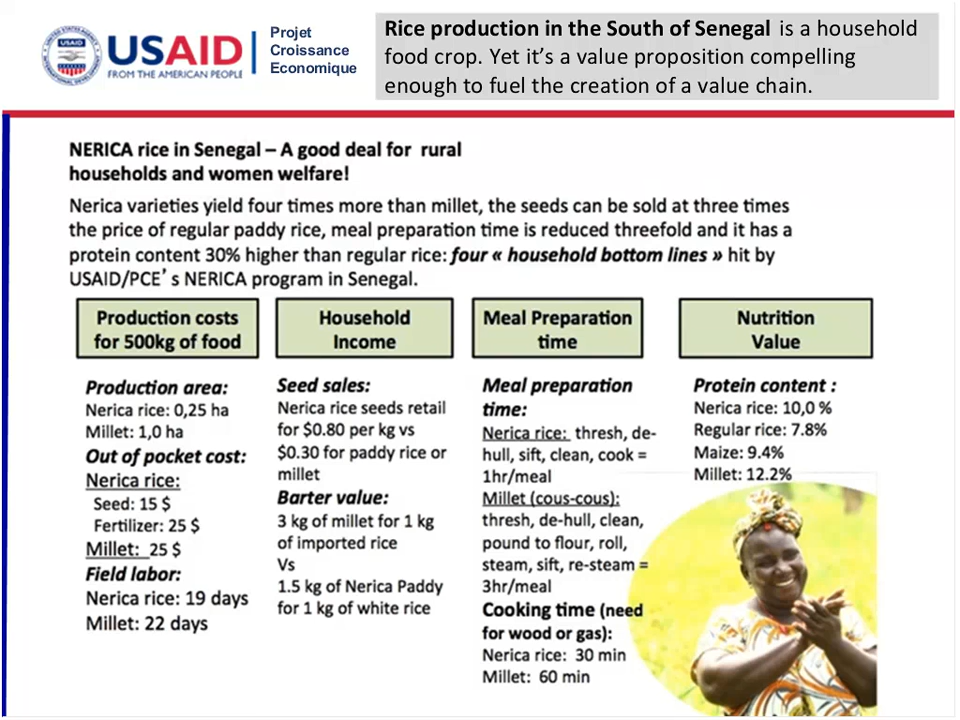 USAID
FROM THE AMERICAN PEOPLE
Projet
Croissance
Economique
Rice production in the South of Senegal is a household
food crop. Yet it’s a value proposition compelling
enough to fuel the creation of a value chain.
NERICA rice in Senegal – A good deal for rural
households and women welfare!
Nerica varieties yield four times more than millet, the seeds can be sold at three times
the price of regular paddy rice, meal preparation time is reduced threefold and it has a
protein content 30% higher than regular rice: four « household bottom lines » hit by
USAID/PCE’ s NERICA program in Senegal.
Production costs
for 500kg of food
Production area:
Nerica rice: 0,25 ha
Millet: 1,0 ha
Out of pocket cost:
Nerica rice:
Seed: 15 $
Fertilizer: 25 $
Millet: 25 $
Field labor:
Nerica rice: 19 days
Millet: 22 days
Household
Income
Seed sales:
Nerica rice seeds retail
for $0.80 per kg vs
$0.30 for paddy rice or
millet
Barter value:
3 kg of millet for 1 kg
of imported rice
Vs
1.5 kg of Nerica Paddy
for 1 kg of white rice
Meal Preparation
time
Meal preparation
time:
Nerica rice: thresh, de-
hull, sift, clean, cook =
1hr/meal
Millet (cous-cous):
thresh, de-hull, clean,
pound to flour, roll,
steam, sift, re-steam =
3hr/meal
Cooking time (need
for wood or gas):
Nerica rice: 30 min
Millet: 60 min
Nutrition
Value
Protein content :
Nerica rice: 10,0 %
Regular rice: 7.8%
Maize: 9.4%
Millet: 12.2%